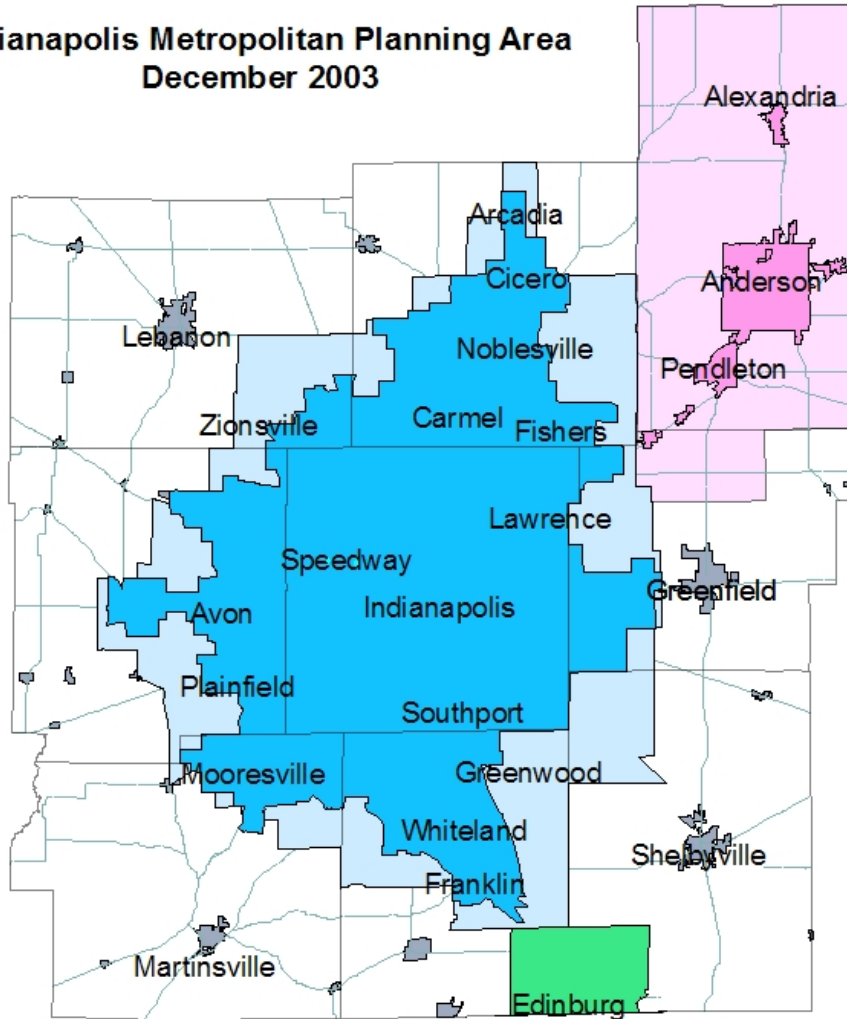 ianapolis Metropolitan Planning Area
December 2003
Alexandria
Arcadia
Cicero
Anderson
Lebanon
Noblesville
Pendleton
Zionsville
Carmel
Fishers
Lawrence
Speedway
Greenfield
Indianapolis
Avon
Plainfield
Southport
Mooresville
Greenwood
Whiteland
Shelbyville
Franklin
Martinsville
Edinburg